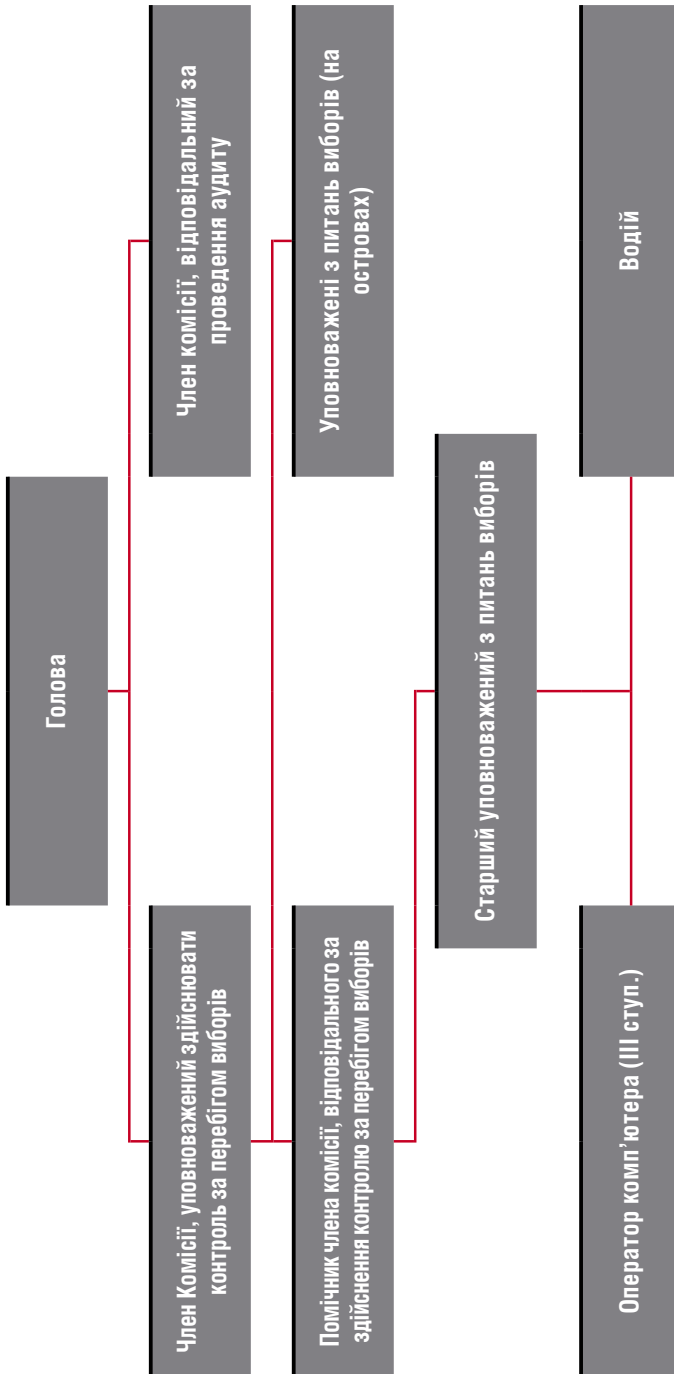 Голова
Член Комісії, уповноважений здійснювати
контроль за перебігом виборів
Член комісії, відповідальний за
проведення аудиту
Помічник члена комісії, відповідального за
здійснення контролю за перебігом виборів
Уповноважені з питань виборів (на
островах)
Старший уповноважений з питань виборів
Оператор комп’ютера (III ступ.)
Водій